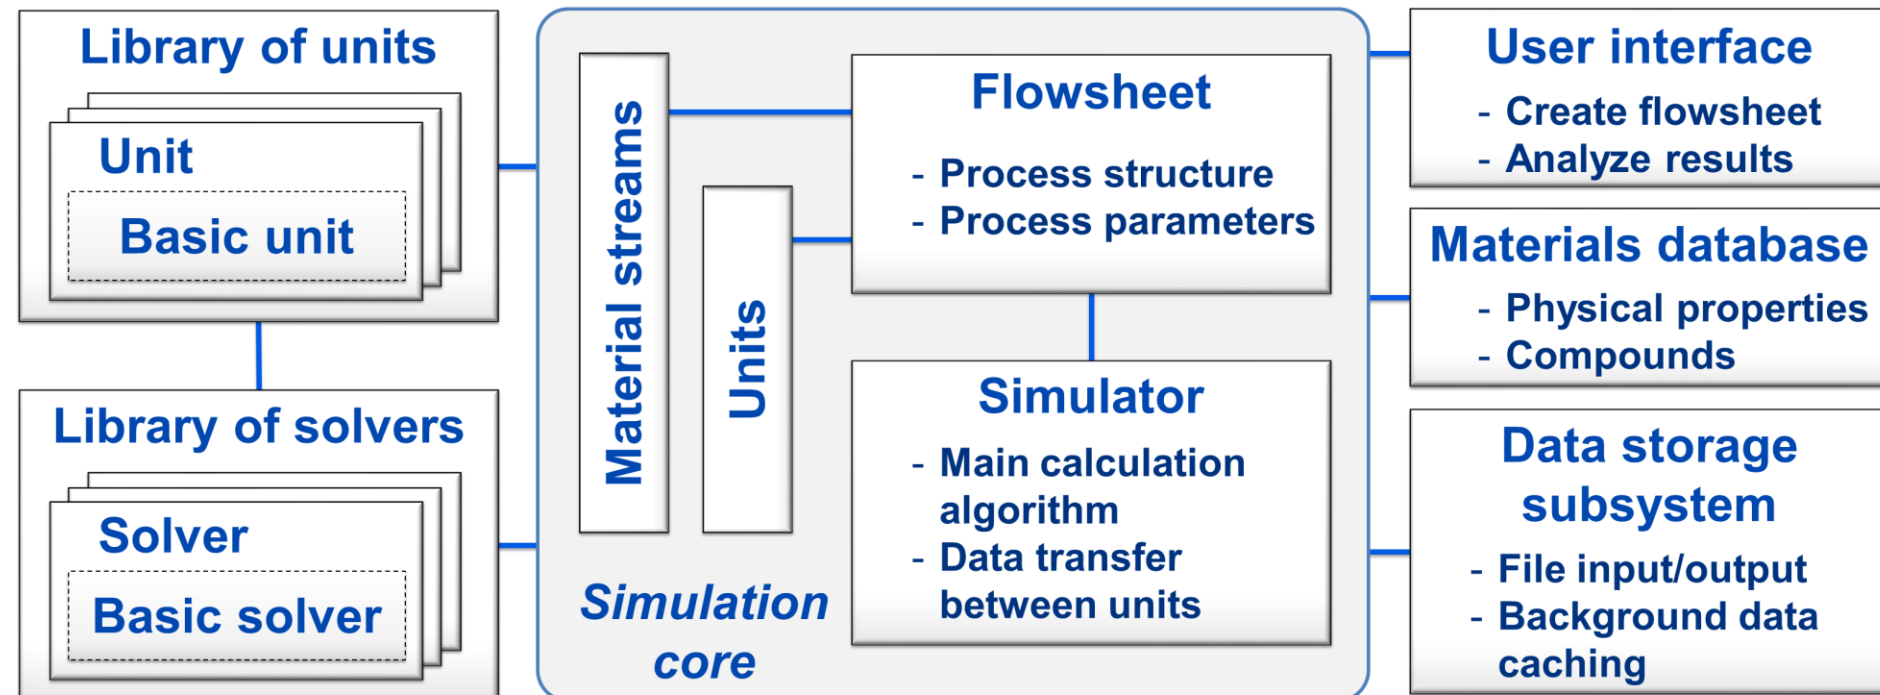 Library of units
Unit
Basic unit
Library of solvers
Solver
Basic solver
Material streams
Units
Simulation
core
Flowsheet
- Process structure
- Process parameters
Simulator
- Main calculation
algorithm
- Data transfer
between units
User interface
- Create flowsheet
- Analyze results
Materials database
- Physical properties
- Compounds
Data storage
subsystem
- File input/output
- Background data
caching